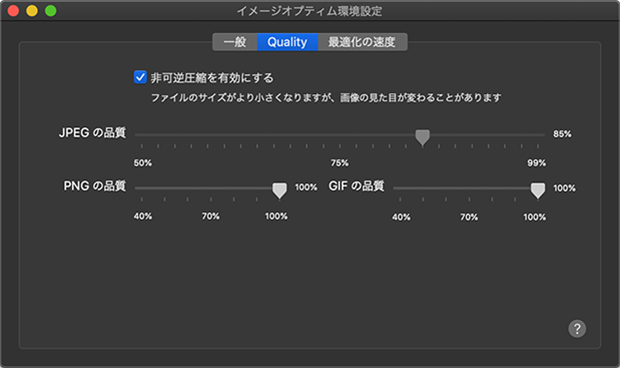 イメージオプティム環境設定
一般 Quality 最適化の速度
非可逆圧縮を有効にする
ファイルのサイズがより小さくなりますが、画像の見た目が変わることがあります
JPEG の品質 85%
50% 75% 99%
PNG の品質 100% GIF の品質 100%
40% 70% 100% 40% 70% 100%
?